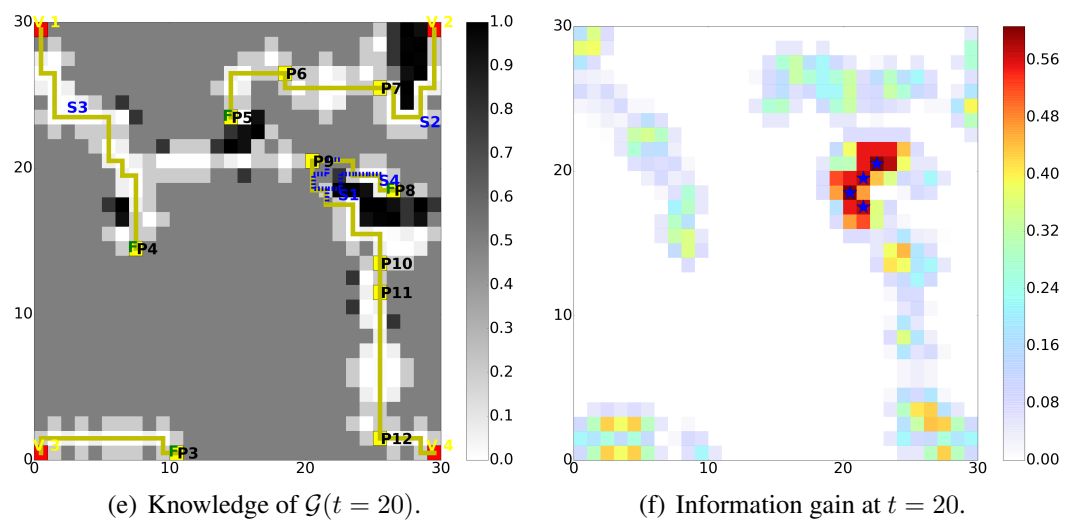 30
V 1
V 2
1.0
P6
P7
0.9
S3
F
P5
S2
0.8
20
P9
0.7
S4
F
P8
S1
0.6
F
P4
0.5
P10
P11
0.4
10
0.3
0.2
P12
0.1
V 3
V 4
F
P3
0
0
10
20
30
0.0
(e) Knowledge of G(t = 20).
30
0.56
0.48
20
0.40
0.32
0.24
10
0.16
0.08
0
0
10
20
30
0.00
(f) Information gain at t = 20.